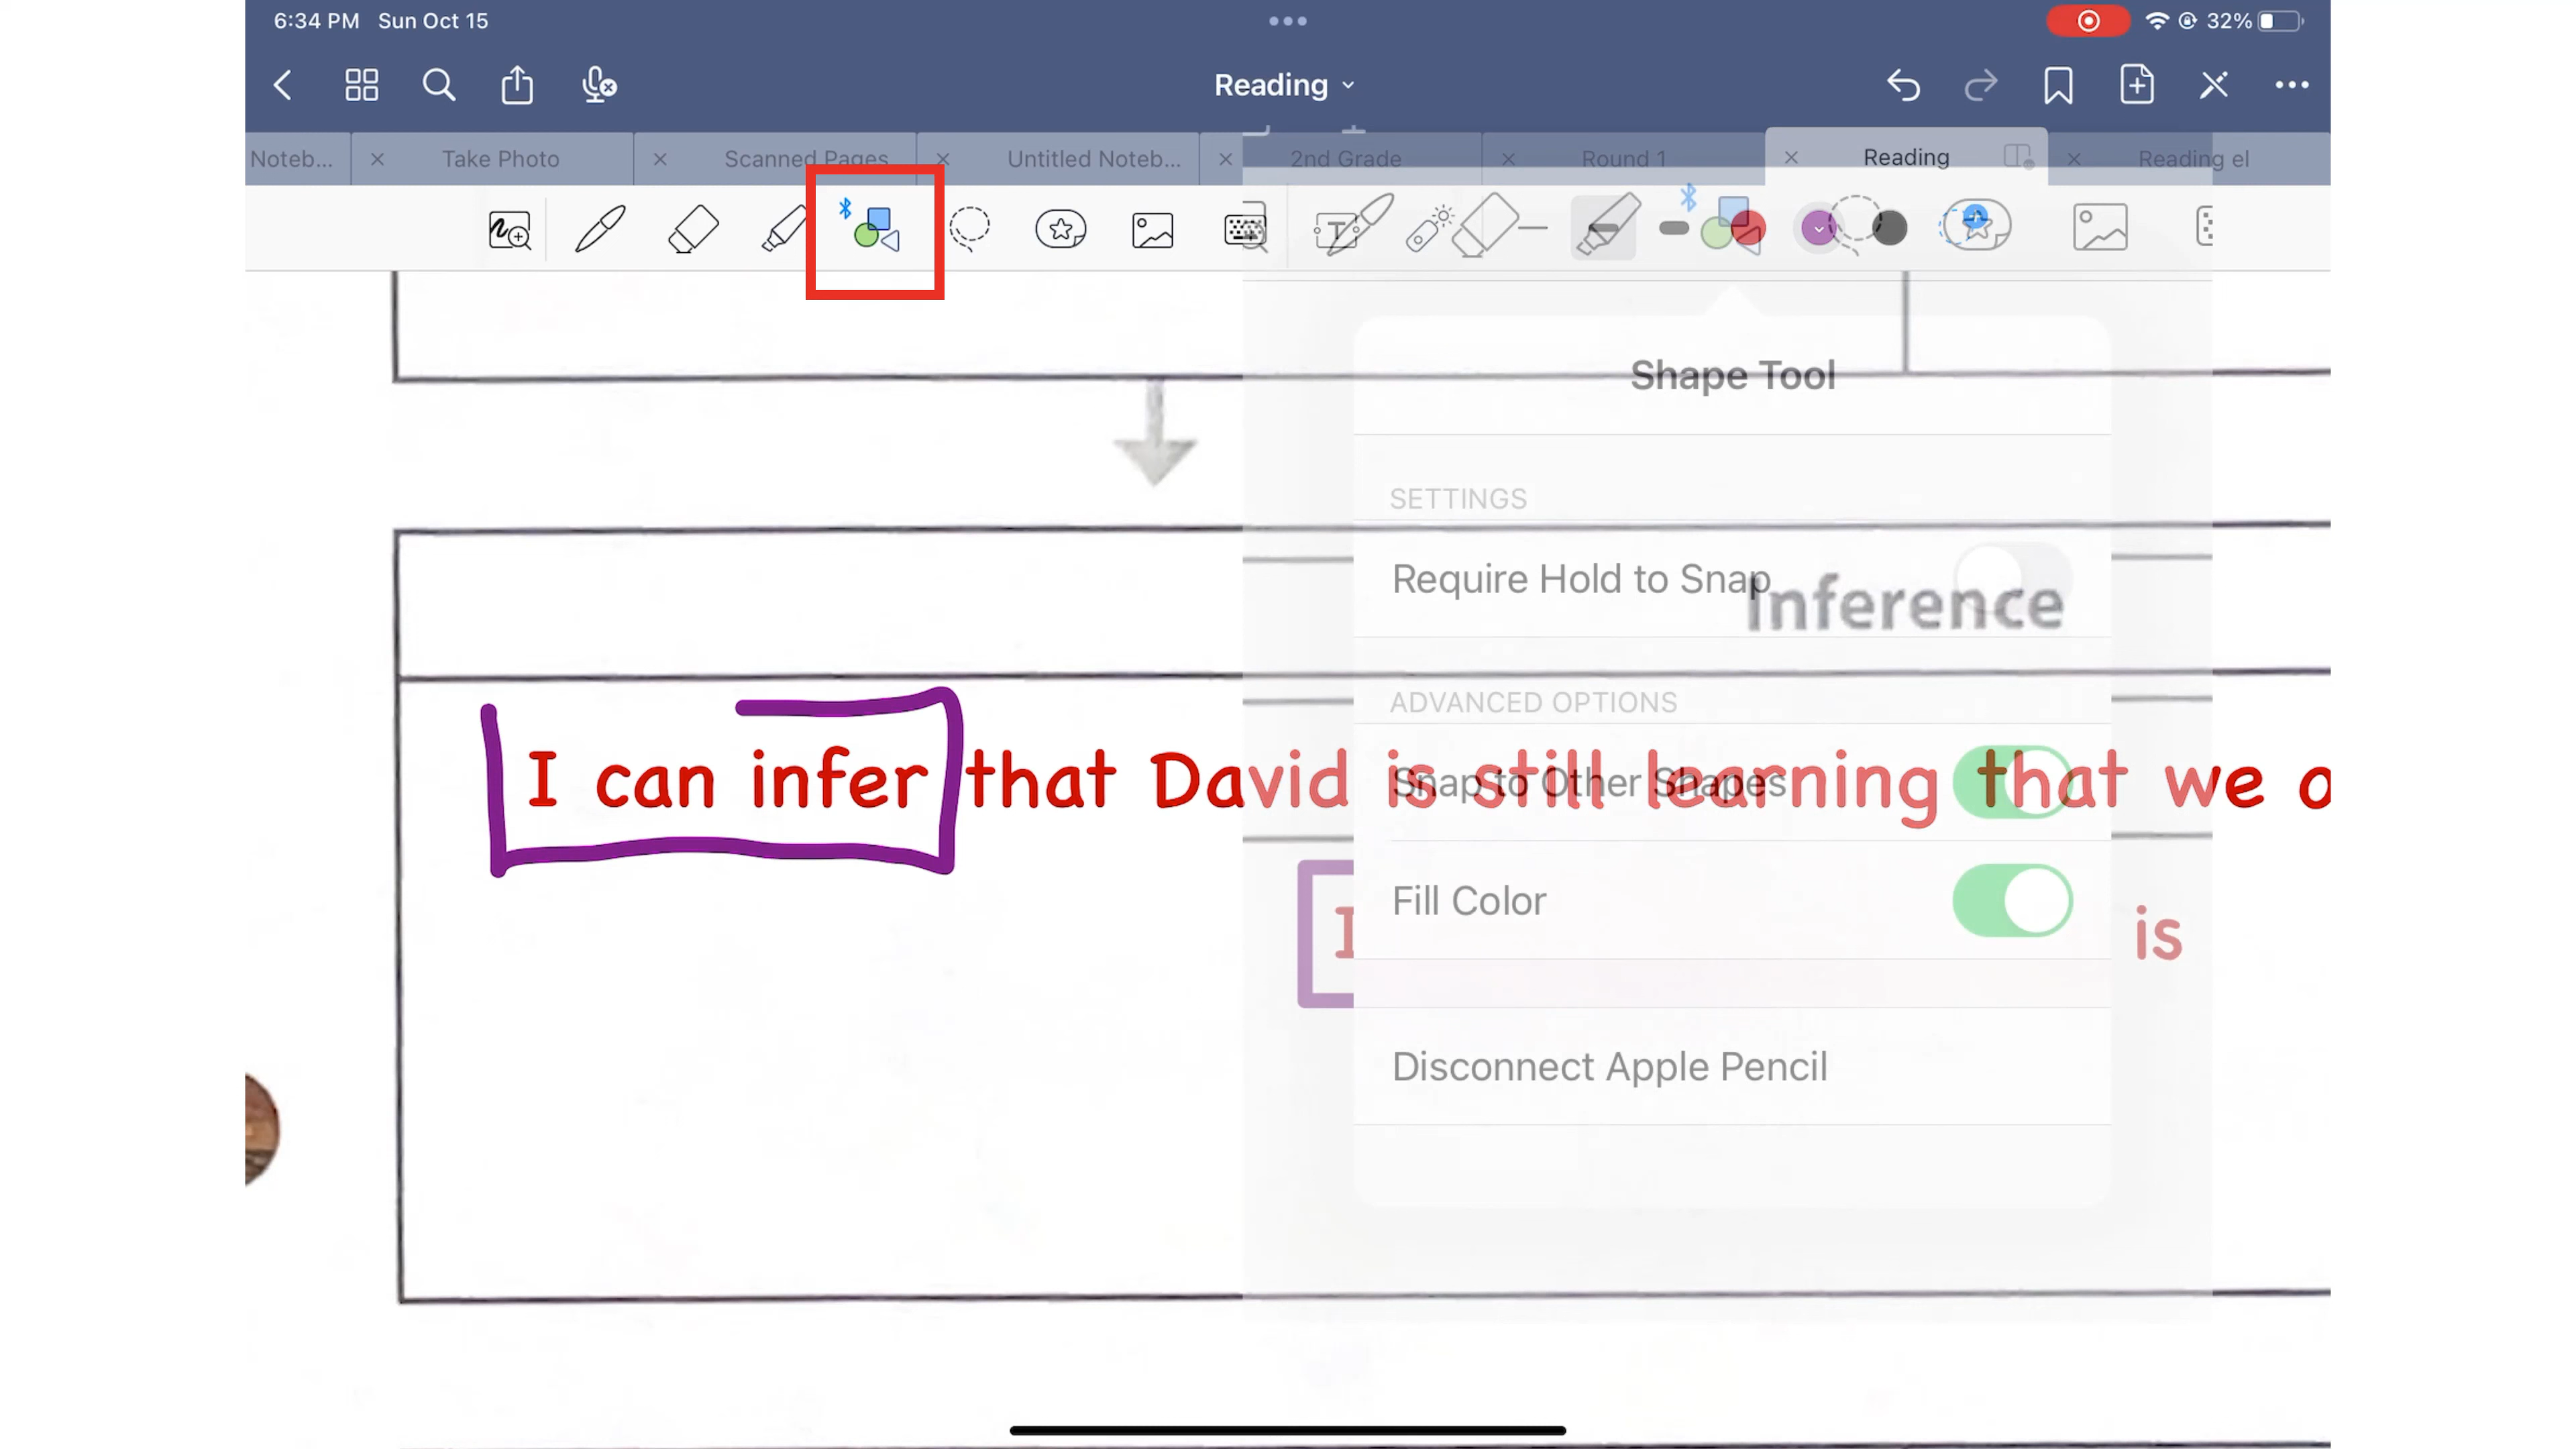 6:34 PM Sun Oct 15
32%
Reading
Noteb...
Take Photo
Scanned Pages
Untitled Noteb...
2nd Grade
Round 1
Reading
Reading el
T
Shape Tool
SETTINGS
Require Hold to Snap
Inference
ADVANCED OPTIONS
I can infer that David is still learning that we
Snap to Other Shapes
Fill Color
I
is
Disconnect Apple Pencil